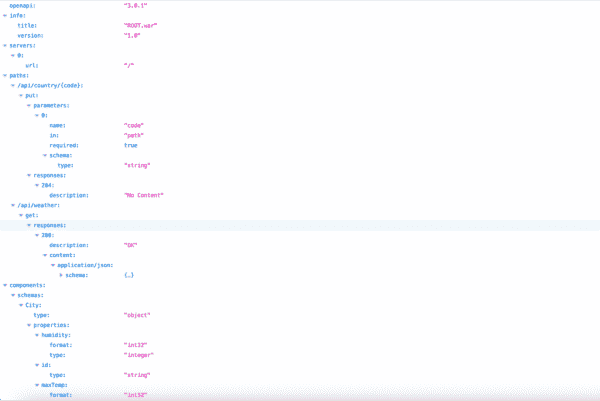 openapi: "3.0.1"
info:
title: "ROOT.war"
version: "1.0"
servers:
0:
url: "/"
paths:
/api/country/{code}:
put:
parameters:
0:
name: "code"
in: "path"
required: true
schema:
type: "string"
responses:
204:
description: "No Content"
/api/weather:
get:
responses:
200:
description: "OK"
content:
application/json:
schema: {…}
components:
schemas:
City:
type: "object"
properties:
humidity:
format: "int32"
type: "integer"
id:
type: "string"
maxTemp:
format: "int32"